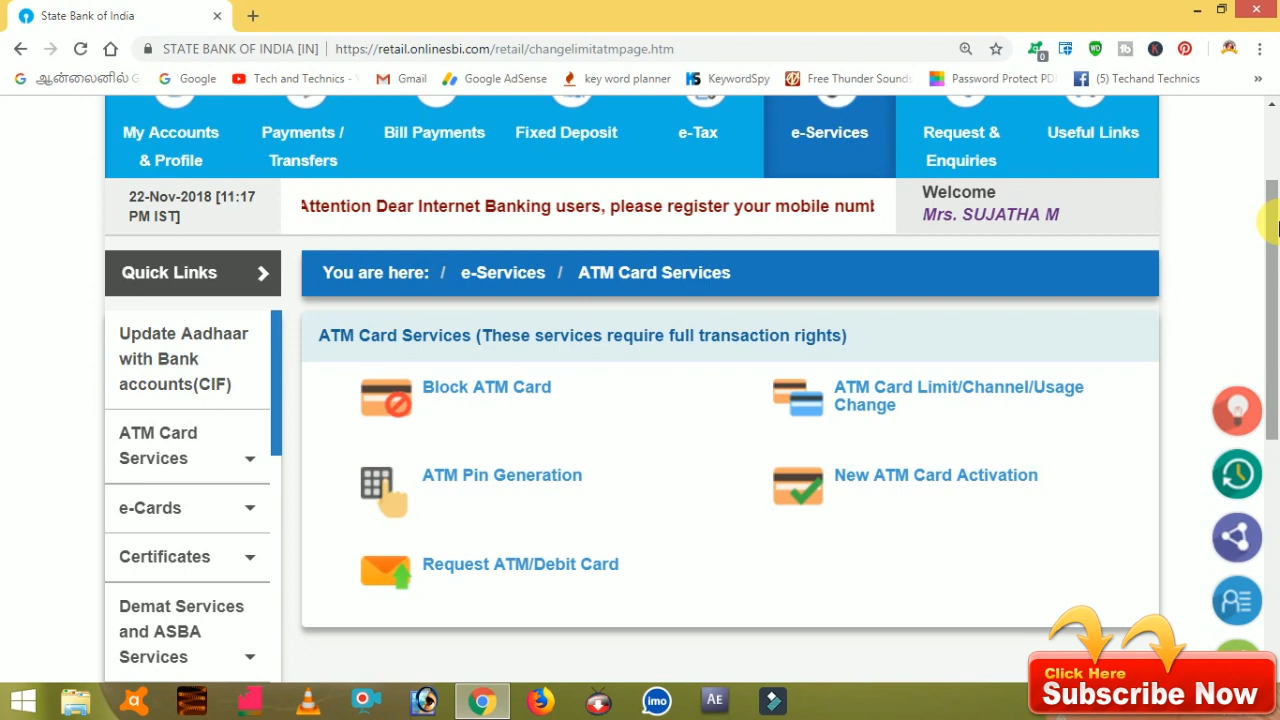 State Bank of India
STATE BANK OF INDIA [IN] https://retail.onlinesbi.com/retail/changelimitatmpage.htm
0
WD
K
ஆன்லைனில் G
Google
Tech and Technics -
Gmail
Google AdSense
key word planner
KeywordSpy
Free Thunder Sounds
Password Protect PD
(5) Techand Technics
»
My Accounts
& Profile
Payments /
Transfers
Bill Payments
Fixed Deposit
e-Tax
e-Services
Request &
Enquiries
Useful Links
22-Nov-2018 [11:17
PM IST]
Attention Dear Internet Banking users, please register your mobile numb
Welcome
Mrs. SUJATHA M
Quick Links
You are here: / e-Services / ATM Card Services
Update Aadhaar
with Bank
accounts(CIF)
ATM Card
Services
e-Cards
Certificates
Demat Services
and ASBA
Services
ATM Card Services (These services require full transaction rights)
Block ATM Card
ATM Card Limit/Channel/Usage
Change
ATM Pin Generation
New ATM Card Activation
Request ATM/Debit Card
Click Here
Subscribe Now
imo
AE